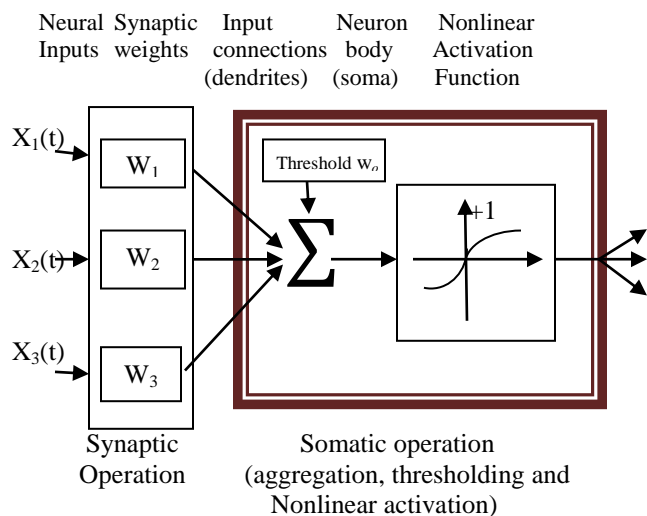 Neural Synaptic Input Neuron Nonlinear
Inputs weights connections body Activation
(dendrites) (soma) Function
X₁(t)
W₁
Threshold w₀
+1
X₂(t)
W₂
Σ
X₃(t)
W₃
Synaptic
Operation
Somatic operation
(aggregation, thresholding and
Nonlinear activation)